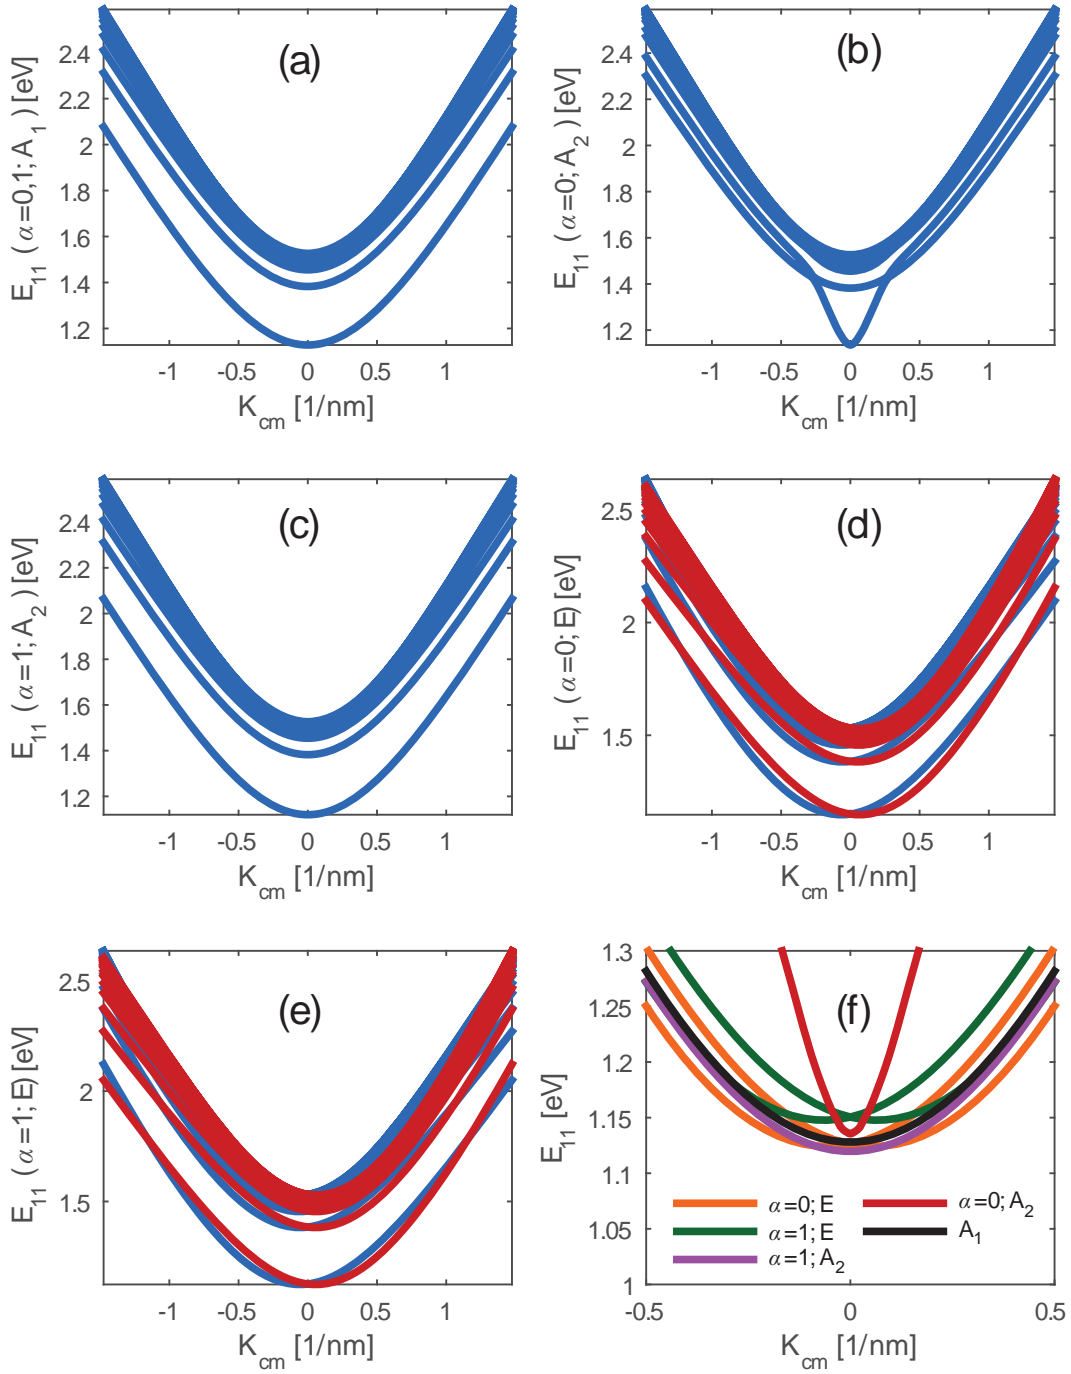 (a)
E11 (α=0,1; A1) [eV]
2.4
2.2
2
1.8
1.6
1.4
1.2
-1 -0.5 0 0.5 1
Kcm [1/nm]
(b)
E11 (α=0; A2) [eV]
2.4
2.2
2
1.8
1.6
1.4
1.2
-1 -0.5 0 0.5 1
Kcm [1/nm]
(c)
E11 (α=1; A2) [eV]
2.4
2.2
2
1.8
1.6
1.4
1.2
-1 -0.5 0 0.5 1
Kcm [1/nm]
(d)
E11 (α=0; E) [eV]
2.5
2
1.5
-1 -0.5 0 0.5 1
Kcm [1/nm]
(e)
E11 (α=1; E) [eV]
2.5
2
1.5
-1 -0.5 0 0.5 1
Kcm [1/nm]
(f)
E11 [eV]
1.3
1.25
1.2
1.15
1.1
1.05
1
α=0; E
α=1; E
α=1; A2
α=0; A2
A1
-0.5 0 0.5
Kcm [1/nm]